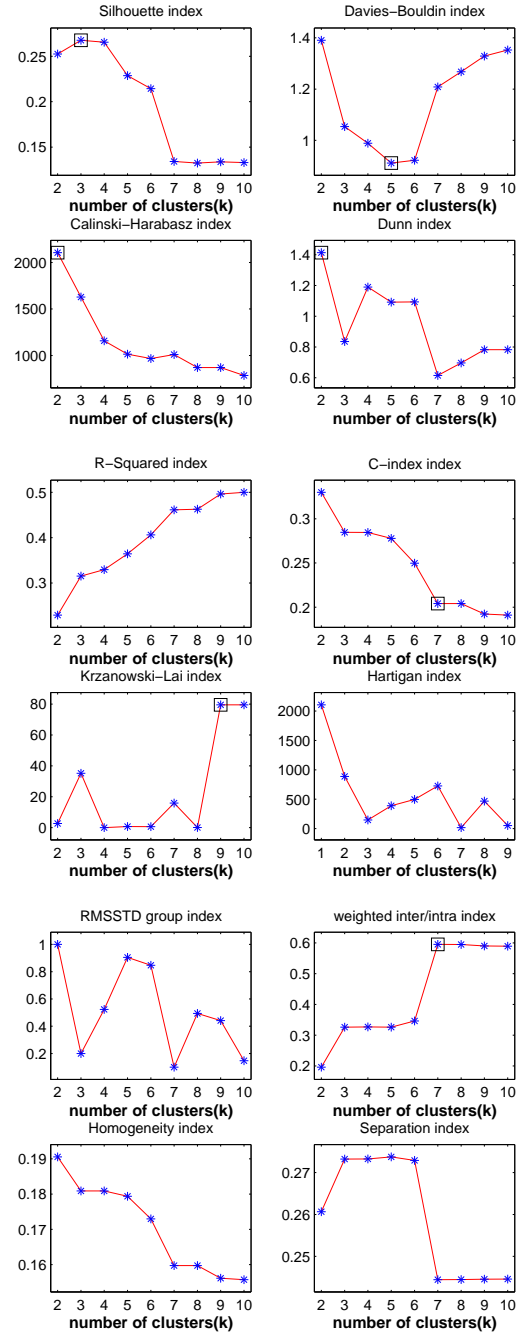 Silhouette index
0.25
0.2
0.15
2 3 4 5 6 7 8 9 10
number of clusters(k)
Davies−Bouldin index
1.4
1.2
1
2 3 4 5 6 7 8 9 10
number of clusters(k)
Calinski−Harabasz index
2000
1500
1000
2 3 4 5 6 7 8 9 10
number of clusters(k)
Dunn index
1.4
1.2
1
0.8
0.6
2 3 4 5 6 7 8 9 10
number of clusters(k)
R−Squared index
0.5
0.3
2 3 4 5 6 7 8 9 10
number of clusters(k)
C−index index
0.3
0.25
0.2
2 3 4 5 6 7 8 9 10
number of clusters(k)
Krzanowski−Lai index
80
60
40
20
0
2 3 4 5 6 7 8 9 10
number of clusters(k)
Hartigan index
2000
1500
1000
500
0
1 2 3 4 5 6 7 8 9
number of clusters(k)
RMSSTD group index
1
0.8
0.6
0.4
0.2
2 3 4 5 6 7 8 9 10
number of clusters(k)
weighted inter/intra index
0.6
0.5
0.4
0.3
0.2
2 3 4 5 6 7 8 9 10
number of clusters(k)
Homogeneity index
0.19
0.18
0.17
0.16
2 3 4 5 6 7 8 9 10
number of clusters(k)
Separation index
0.27
0.26
0.25
2 3 4 5 6 7 8 9 10
number of clusters(k)